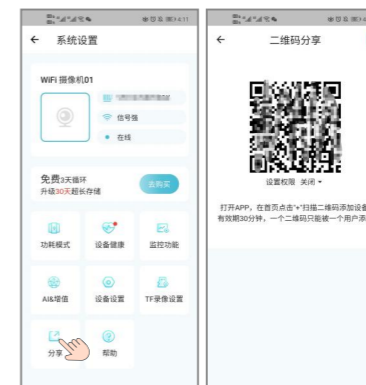 系统设置
WiFi 摄像机01
信号强
在线
免费3天循环
升级30天超长存储
去购买
功耗模式 设备健康 监控功能
AI&增值 设备设置 TF录像设置
分享 帮助
二维码分享
设置权限 关闭
打开APP，在首页点击"+"扫描二维码添加设备
有效期30分钟，一个二维码只能被一个用户添